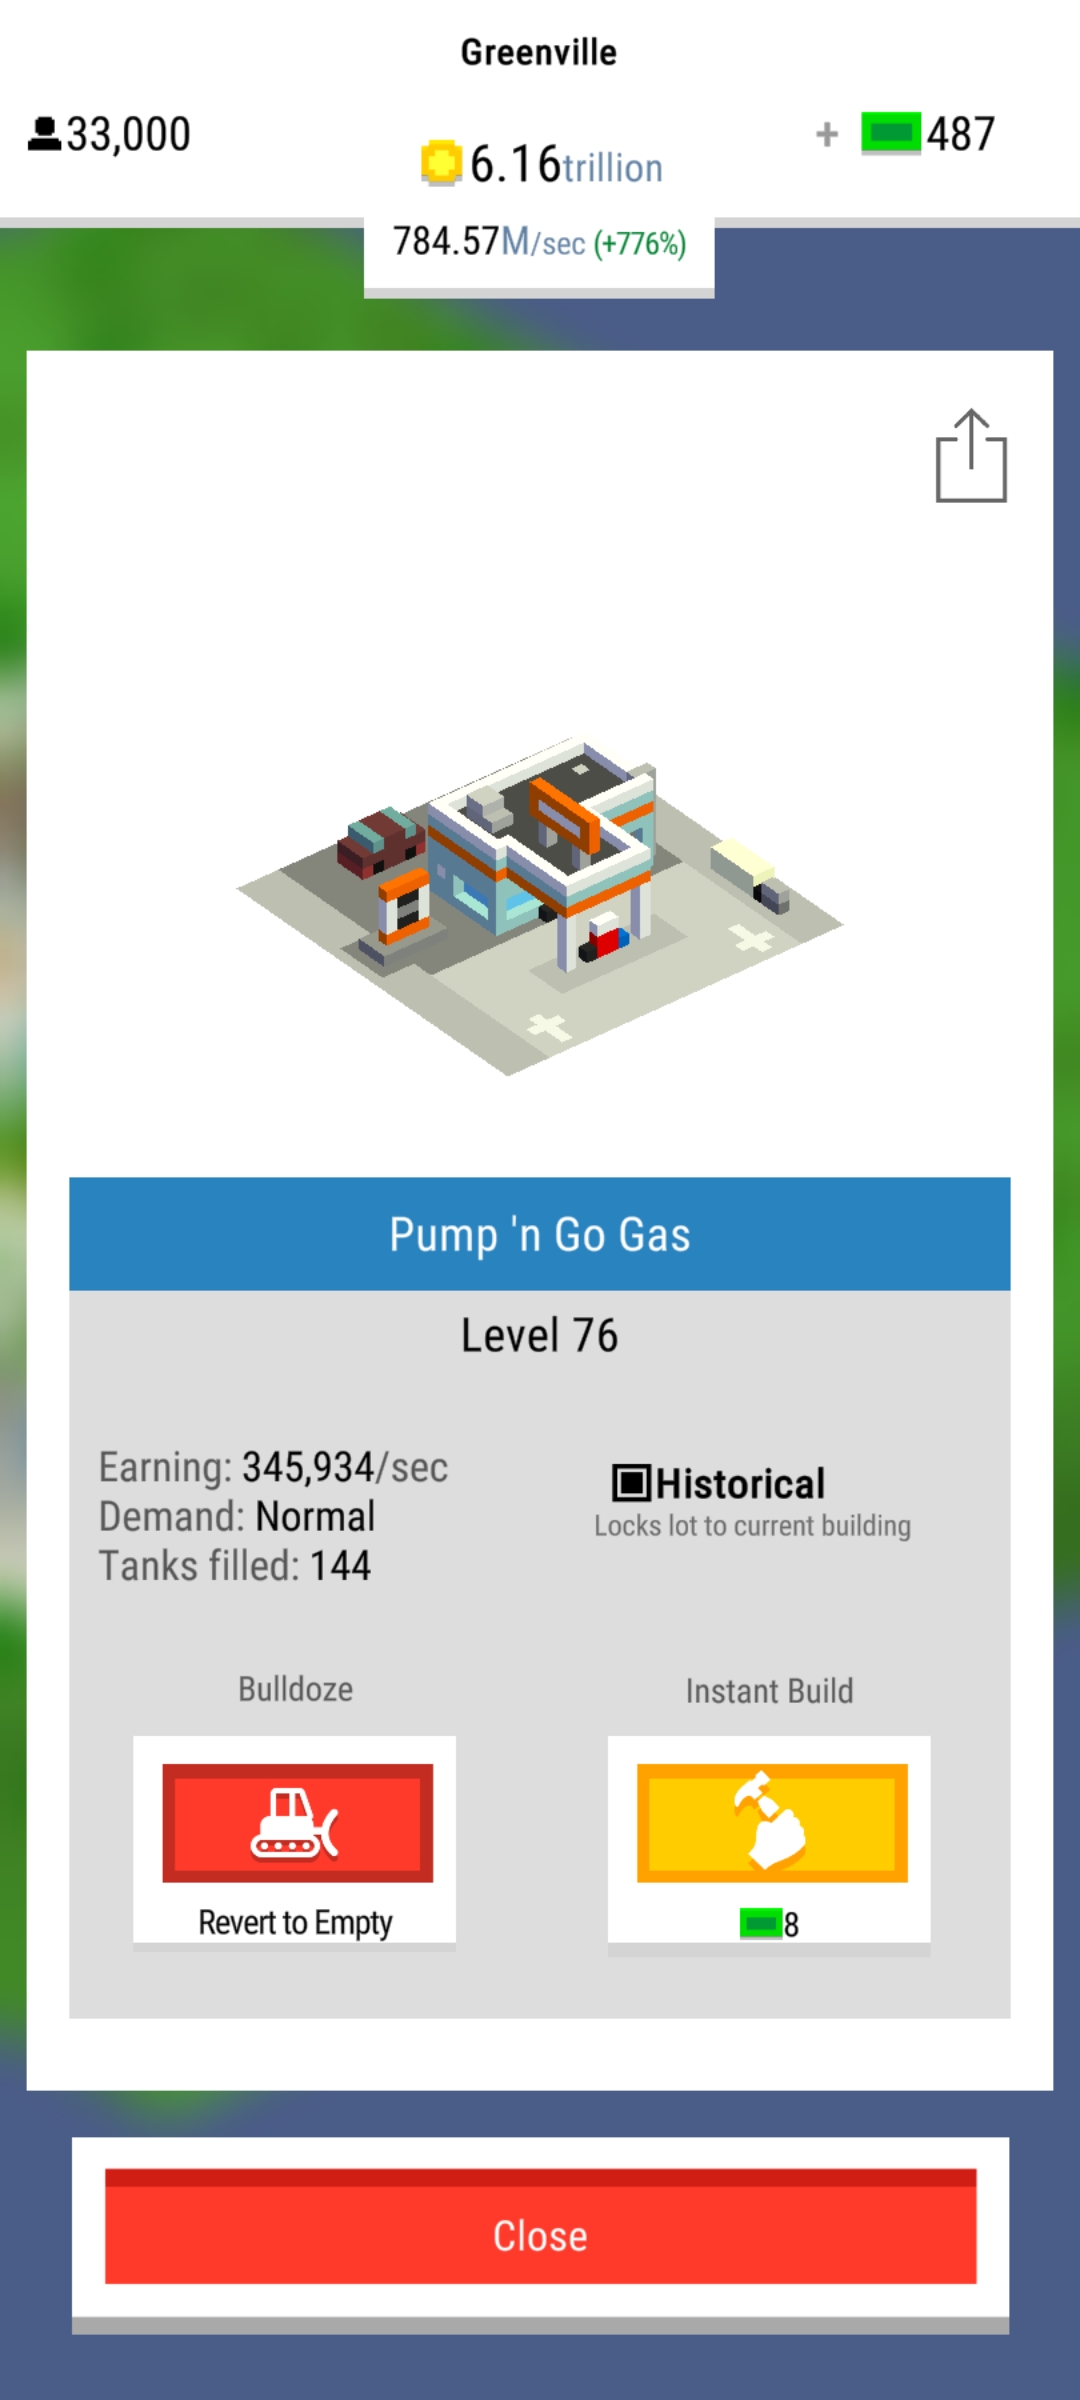 Greenville
33,000
6.16trillion
+ 487
784.57M/sec (+776%)
Pump 'n Go Gas
Level 76
Earning: 345,934/sec
Demand: Normal
Tanks filled: 144
Historical
Locks lot to current building
Bulldoze
Instant Build
Revert to Empty
8
Close